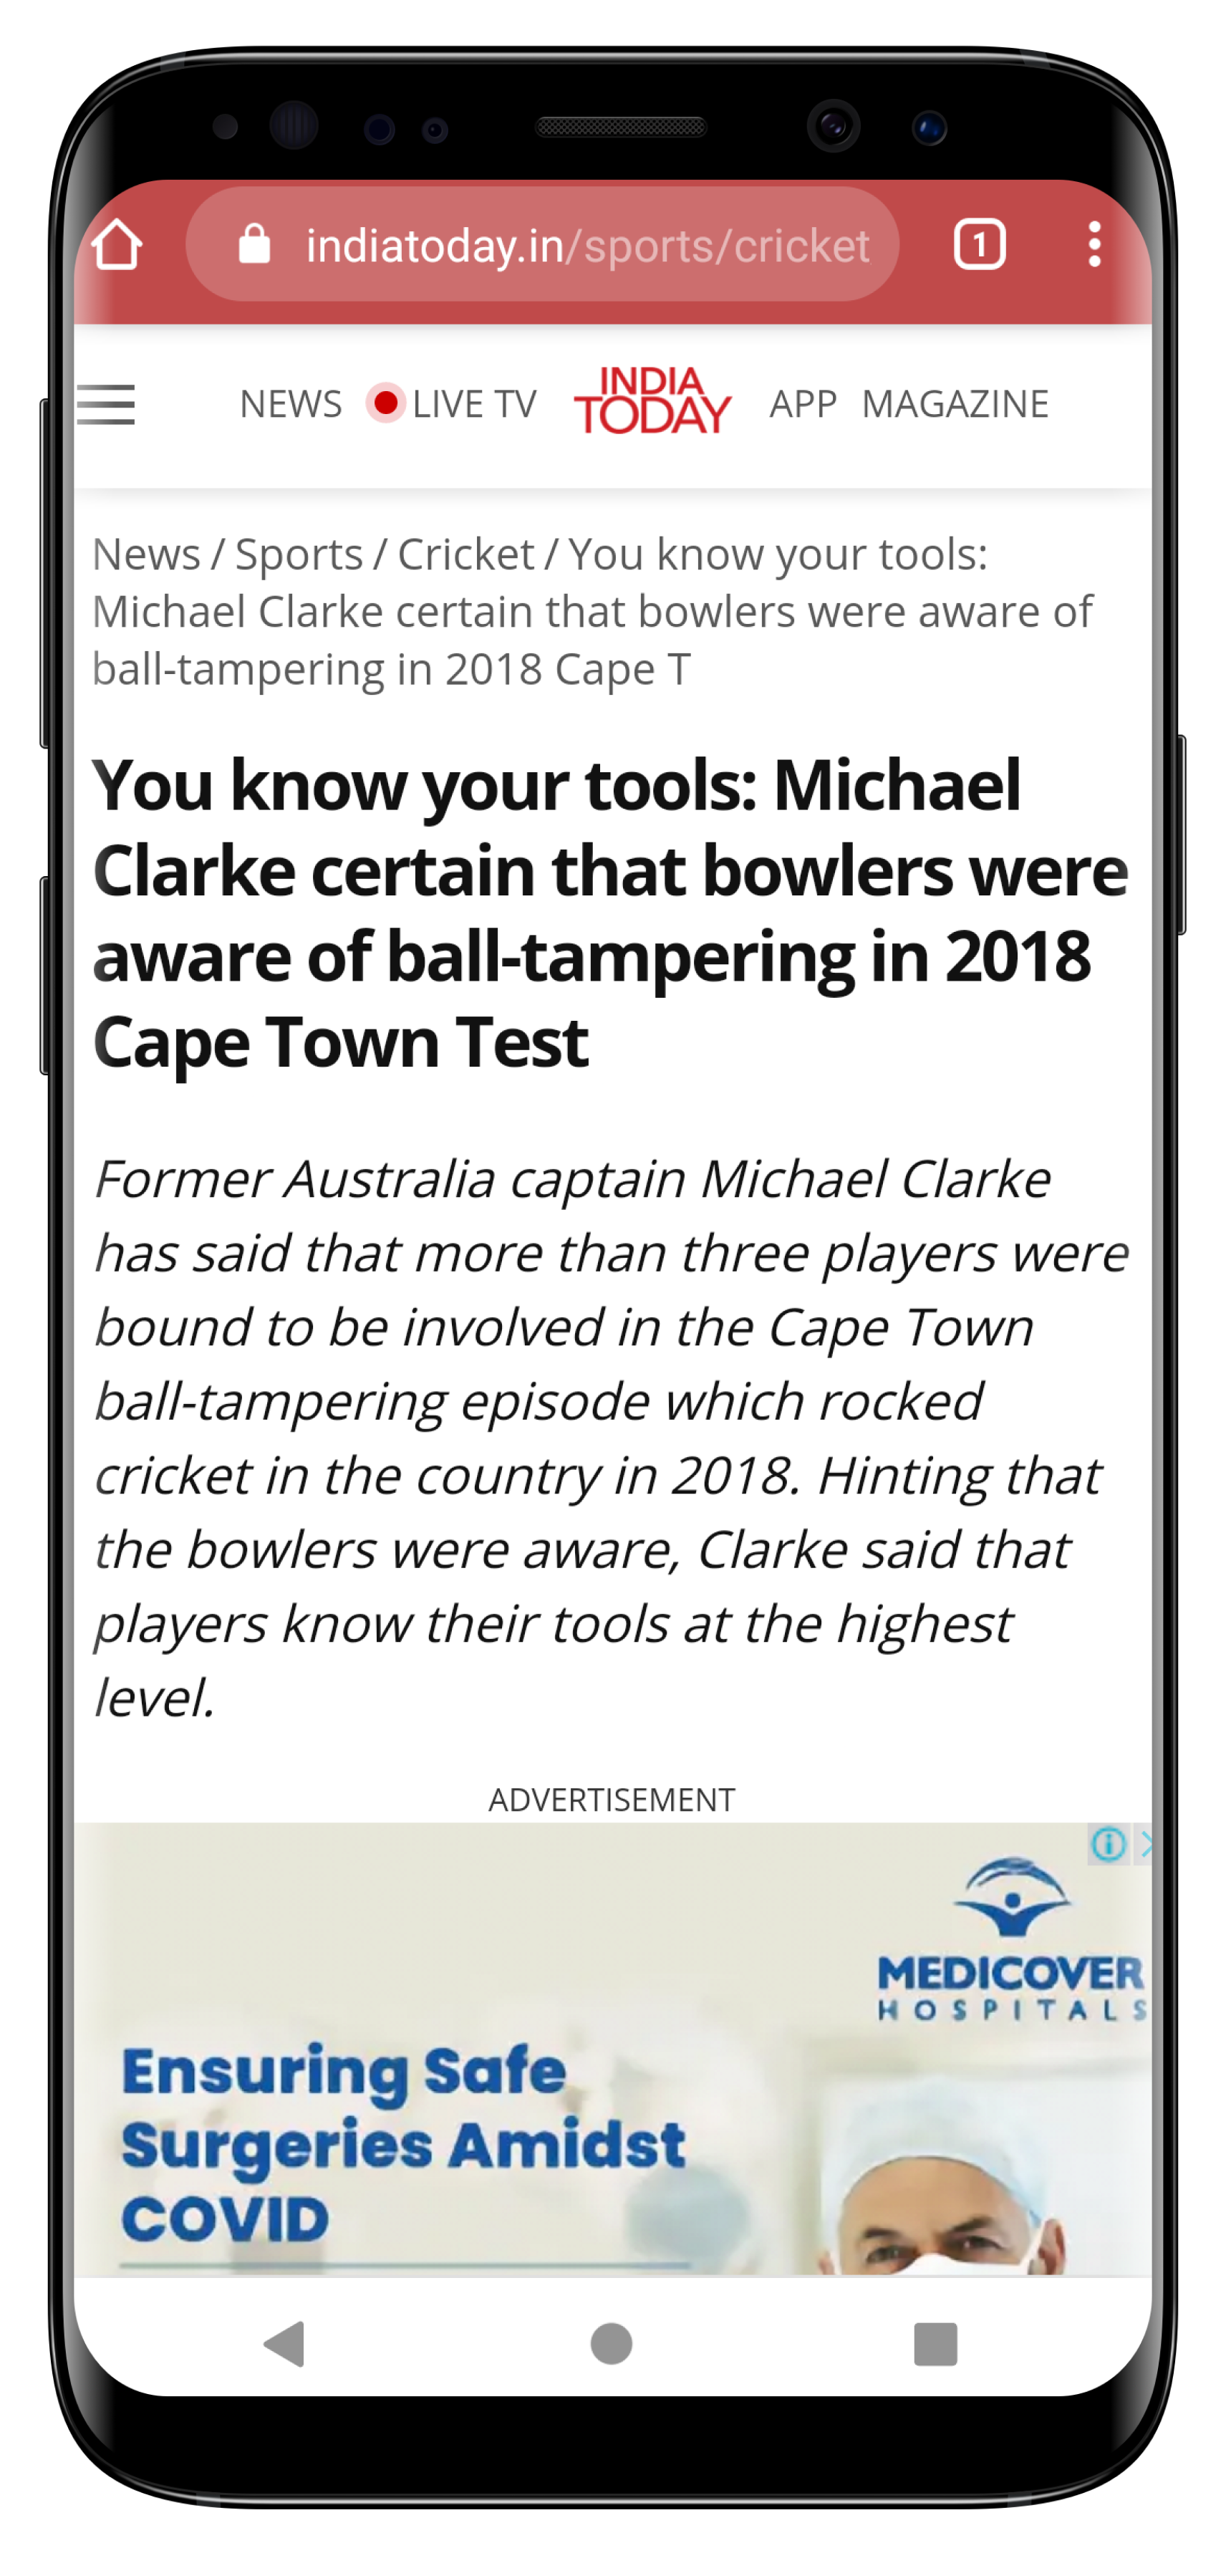 indiatoday.in/sports/cricket
1
NEWS LIVE TV INDIA TODAY APP MAGAZINE
News / Sports / Cricket / You know your tools:
Michael Clarke certain that bowlers were aware of
ball-tampering in 2018 Cape T
You know your tools: Michael
Clarke certain that bowlers were
aware of ball-tampering in 2018
Cape Town Test
Former Australia captain Michael Clarke
has said that more than three players were
bound to be involved in the Cape Town
ball-tampering episode which rocked
cricket in the country in 2018. Hinting that
the bowlers were aware, Clarke said that
players know their tools at the highest
level.
ADVERTISEMENT
MEDICOVER
HOSPITALS
Ensuring Safe
Surgeries Amidst
COVID